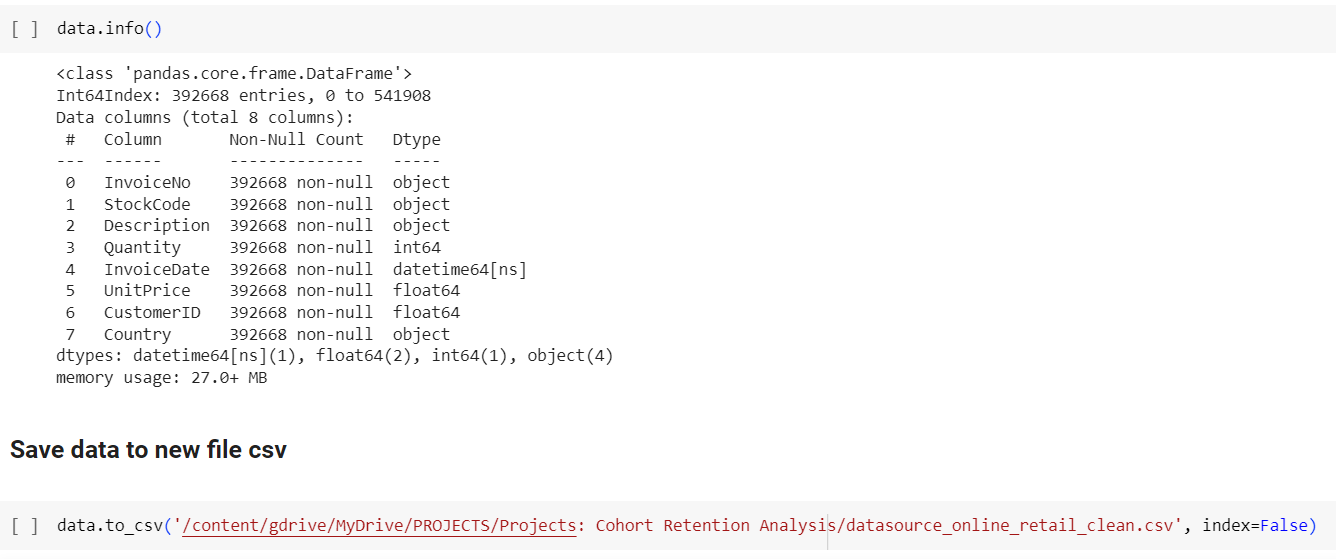 [ ] data.info()
<class 'pandas.core.frame.DataFrame'>
Int64Index: 392668 entries, 0 to 541908
Data columns (total 8 columns):
 #   Column       Non-Null Count   Dtype
---  ------       --------------   -----
 0   InvoiceNo    392668 non-null  object
 1   StockCode    392668 non-null  object
 2   Description  392668 non-null  object
 3   Quantity     392668 non-null  int64
 4   InvoiceDate  392668 non-null  datetime64[ns]
 5   UnitPrice    392668 non-null  float64
 6   CustomerID   392668 non-null  float64
 7   Country      392668 non-null  object
dtypes: datetime64[ns](1), float64(2), int64(1), object(4)
memory usage: 27.0+ MB
Save data to new file csv
[ ] data.to_csv('/content/gdrive/MyDrive/PROJECTS/Projects: Cohort Retention Analysis/datasource_online_retail_clean.csv', index=False)